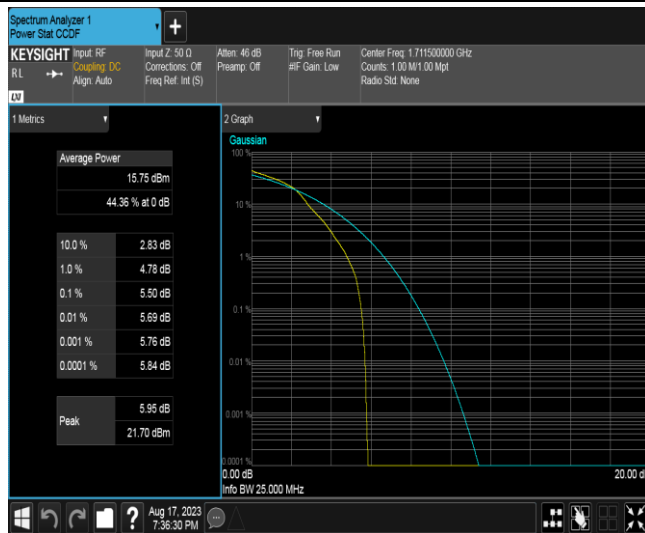 Spectrum Analyzer 1
Power Stat CCDF
+
KEYSIGHT
RL
LXI
Input: RF
Coupling: DC
Align: Auto
Input Z: 50 Ω
Corrections: Off
Freq Ref: Int (S)
Atten: 46 dB
Preamp: Off
Trig: Free Run
#IF Gain: Low
Center Freq: 1.711500000 GHz
Counts: 1.00 M/1.00 Mpt
Radio Std: None
1 Metrics
Average Power
15.75 dBm
44.36 % at 0 dB
10.0 % 2.83 dB
1.0 % 4.78 dB
0.1 % 5.50 dB
0.01 % 5.69 dB
0.001 % 5.76 dB
0.0001 % 5.84 dB
Peak
5.95 dB
21.70 dBm
2 Graph
Gaussian
100 %
10 %
1 %
0.1 %
0.01 %
0.001 %
0.0001 %
0.00 dB
20.00 d
Info BW 25.000 MHz
?
Aug 17, 2023
7:36:30 PM